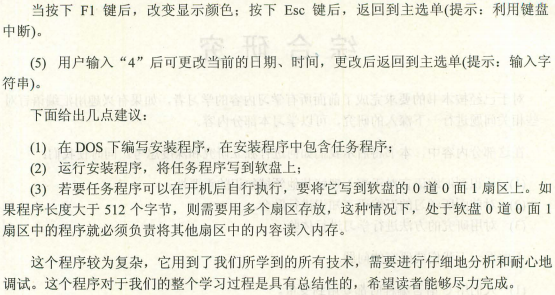 当按下 F1 键后，改变显示颜色；按下 Esc 键后，返回到主选单(提示：利用键盘
中断)。
(5) 用户输入“4”后可更改当前的日期、时间，更改后返回到主选单(提示：输入字
符串)。
下面给出几点建议：
(1) 在 DOS 下编写安装程序，在安装程序中包含任务程序；
(2) 运行安装程序，将任务程序写到软盘上；
(3) 若要任务程序可以在开机后自行执行，要将它写到软盘的 0 道 0 面 1 扇区上。如
果程序长度大于 512 个字节，则需要用多个扇区存放，这种情况下，处于软盘 0 道 0 面 1
扇区中的程序就必须负责将其他扇区中的内容读入内存。
这个程序较为复杂，它用到了我们所学到的所有技术，需要进行仔细地分析和耐心地
调试。这个程序对于我们的整个学习过程是具有总结性的，希望读者能够尽力完成。